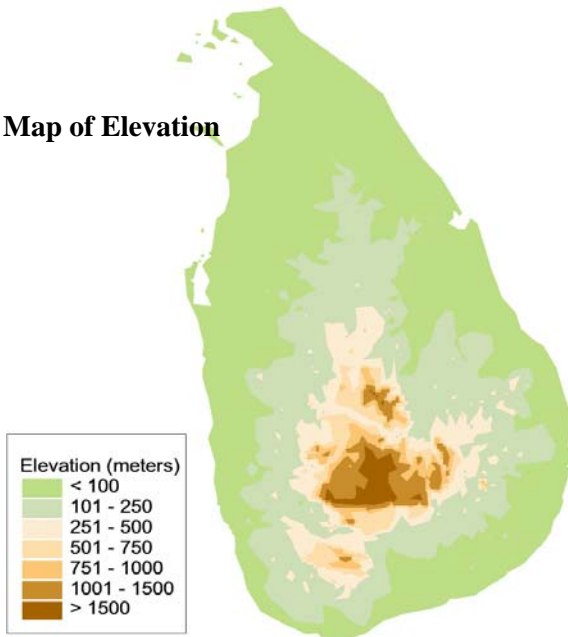 Map of Elevation
Elevation (meters)
< 100
101 - 250
251 - 500
501 - 750
751 - 1000
1001 - 1500
> 1500